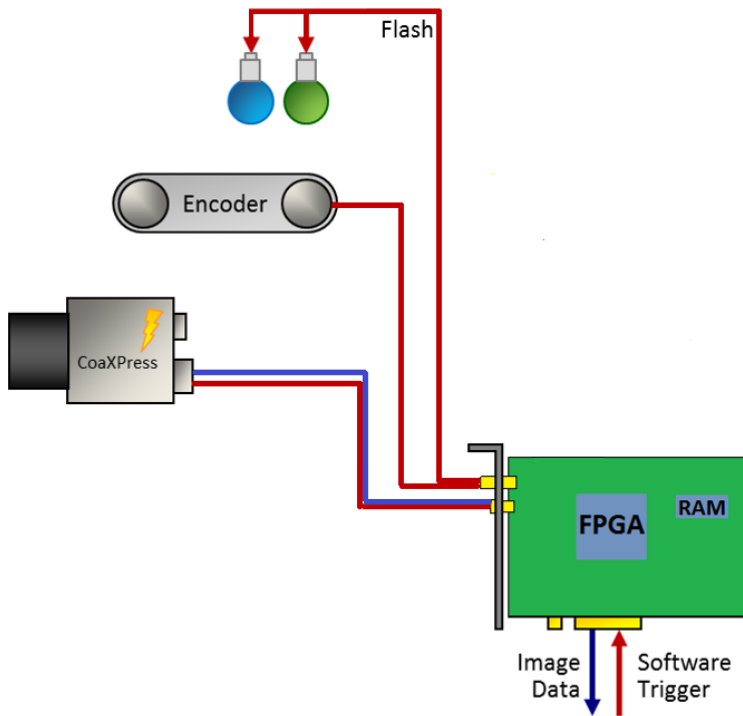 Flash
Encoder
CoaXPress
FPGA
RAM
Image
Data
Software
Trigger